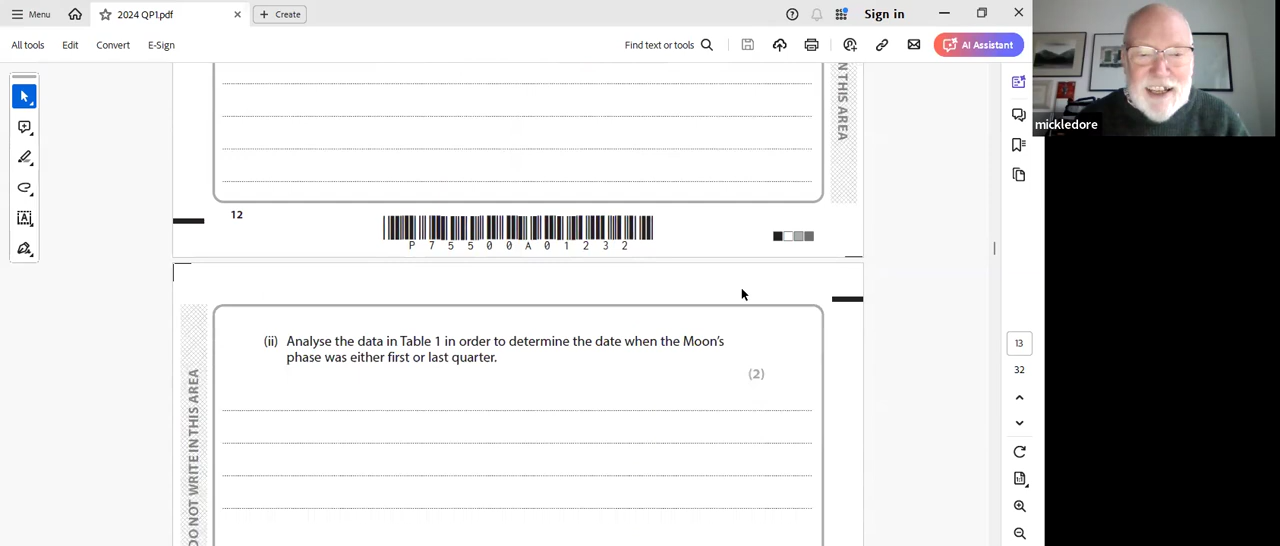 Menu
2024 QP1.pdf
Create
Sign in
All tools
Edit
Convert
E-Sign
Find text or tools
AI Assistant
N THIS AREA
mickledore
12
P 7 5 5 0 0 A 0 1 2 3 2
13
32
(ii) Analyse the data in Table 1 in order to determine the date when the Moon's
phase was either first or last quarter.
(2)
DO NOT WRITE IN THIS AREA